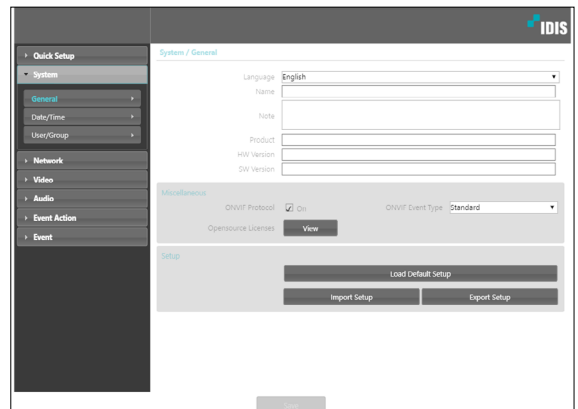 IDIS
Quick Setup
System
General
Date/Time
User/Group
Network
Video
Audio
Event Action
Event
System / General
Language English
Name
Note
Product
HW Version
SW Version
Miscellaneous
ONVIF Protocol On ONVIF Event Type Standard
Opensource Licenses View
Setup
Load Default Setup
Import Setup Export Setup
Save